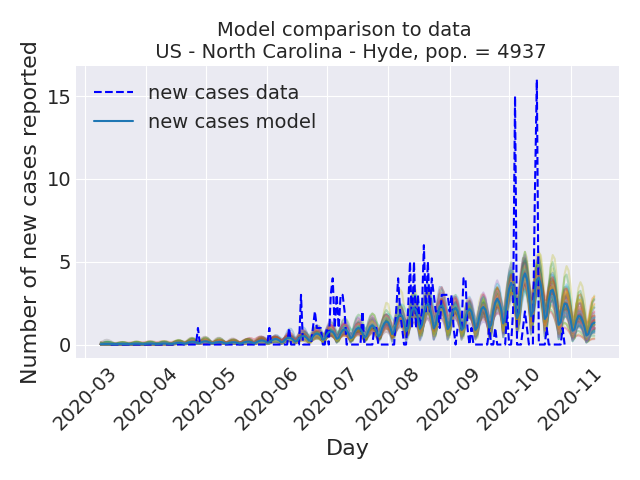 Model comparison to data
US - North Carolina - Hyde, pop. = 4937
Number of new cases reported
15
10
5
0
new cases data
new cases model
2020-03
2020-04
2020-05
2020-06
2020-07
2020-08
2020-09
2020-10
2020-11
Day